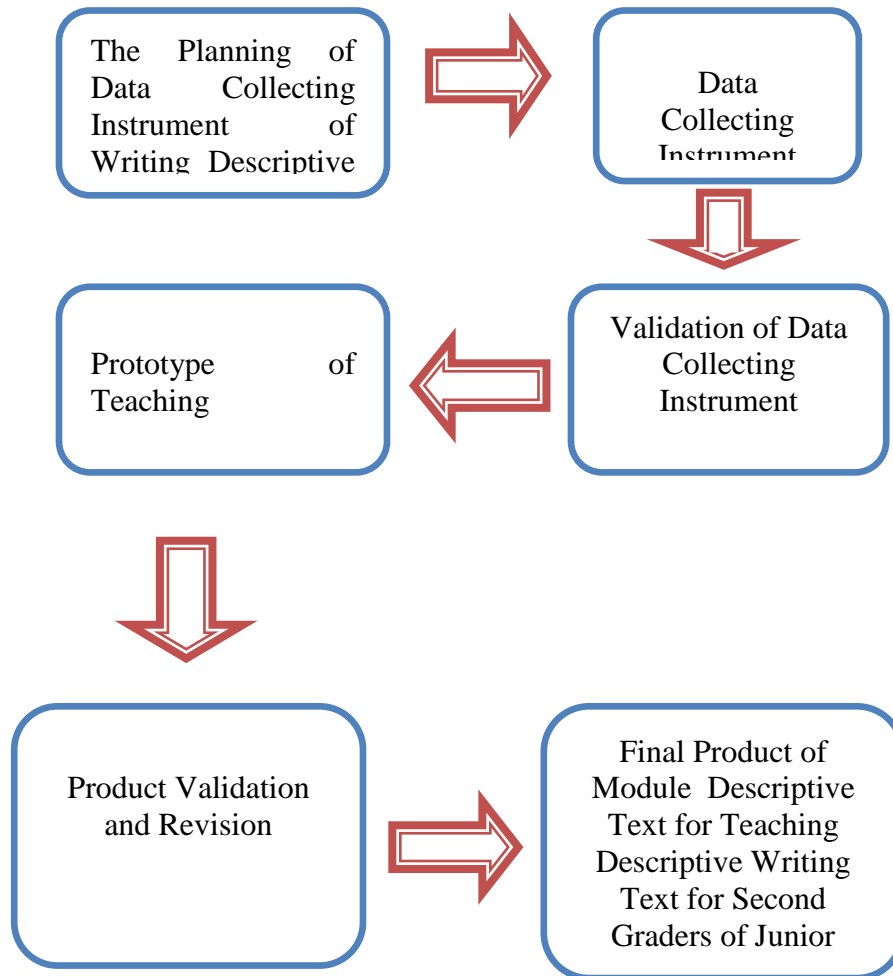 The Planning of
Data Collecting
Instrument of
Writing Descriptive
Data
Collecting
Instrument
Validation of Data
Collecting
Instrument
Prototype of
Teaching
Product Validation
and Revision
Final Product of
Module Descriptive
Text for Teaching
Descriptive Writing
Text for Second
Graders of Junior